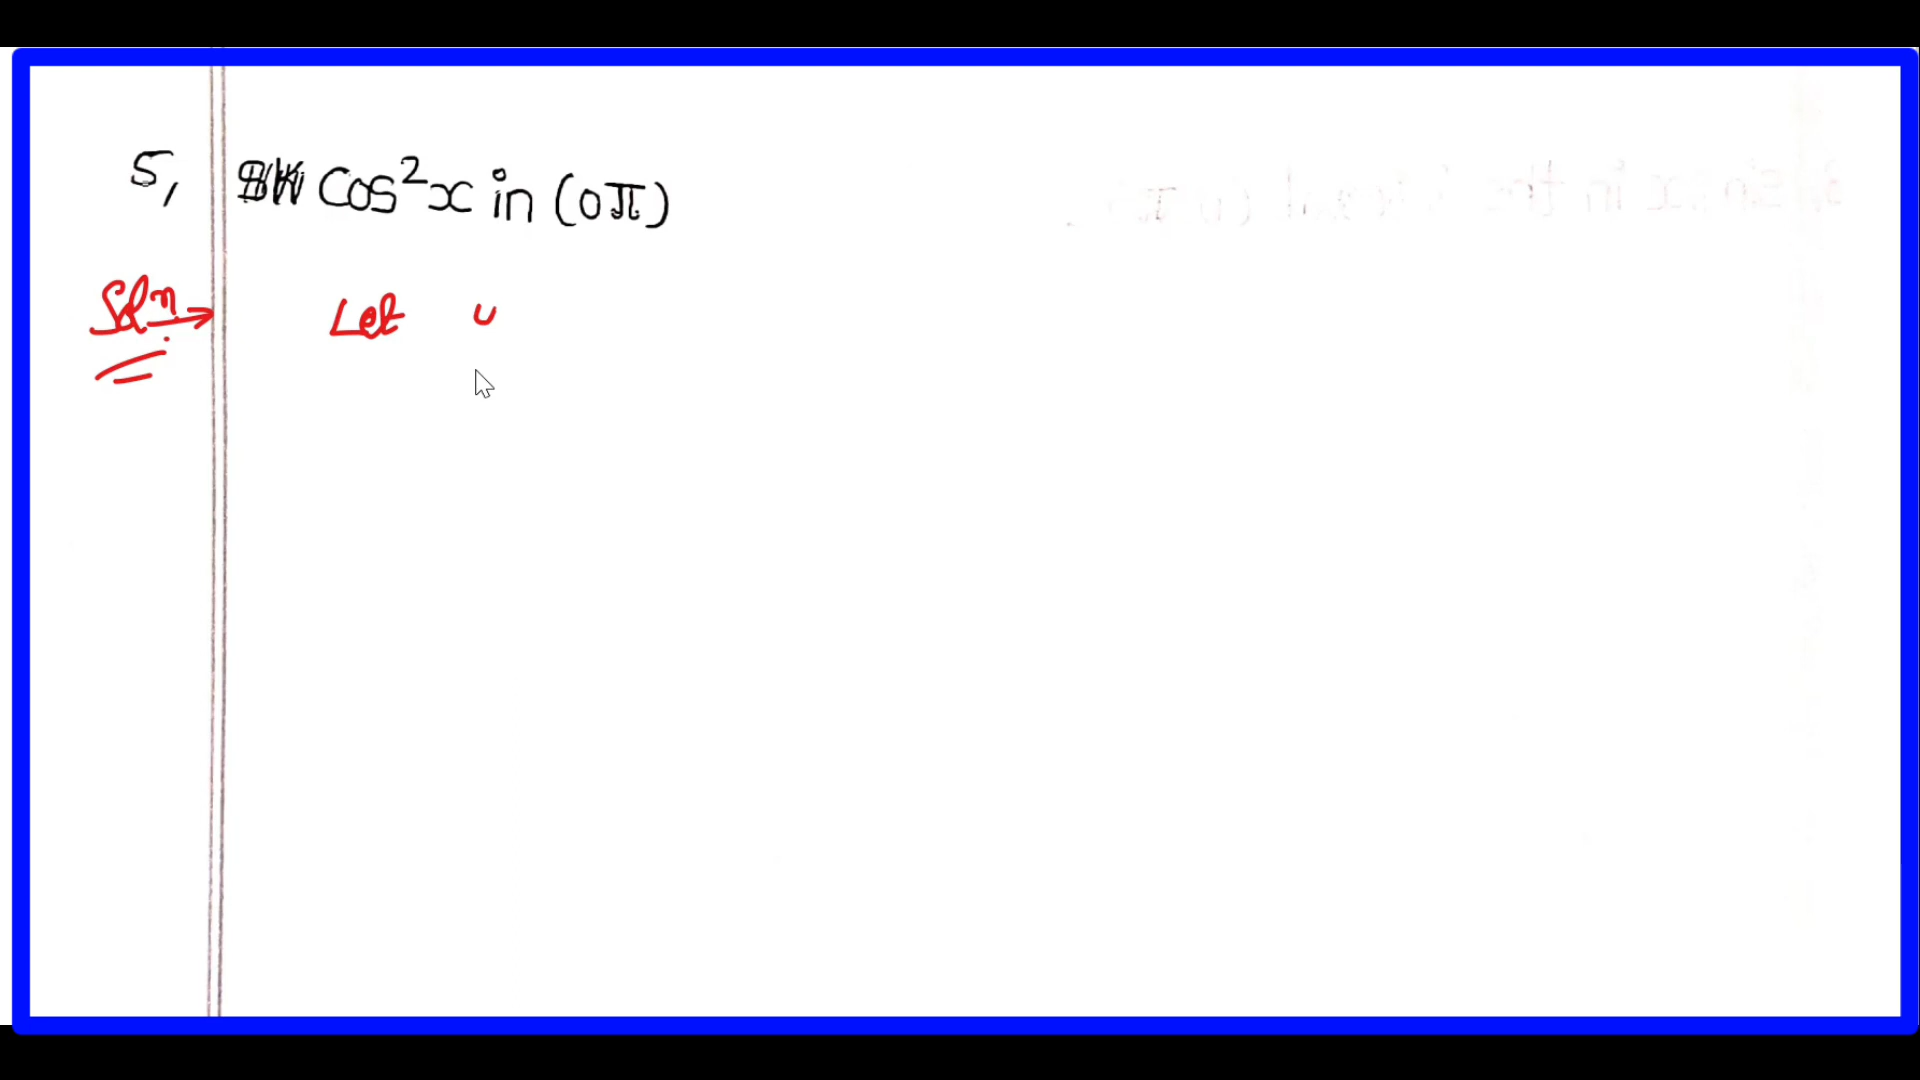 5, Cos²x in (0π)
Solⁿ→ Let u